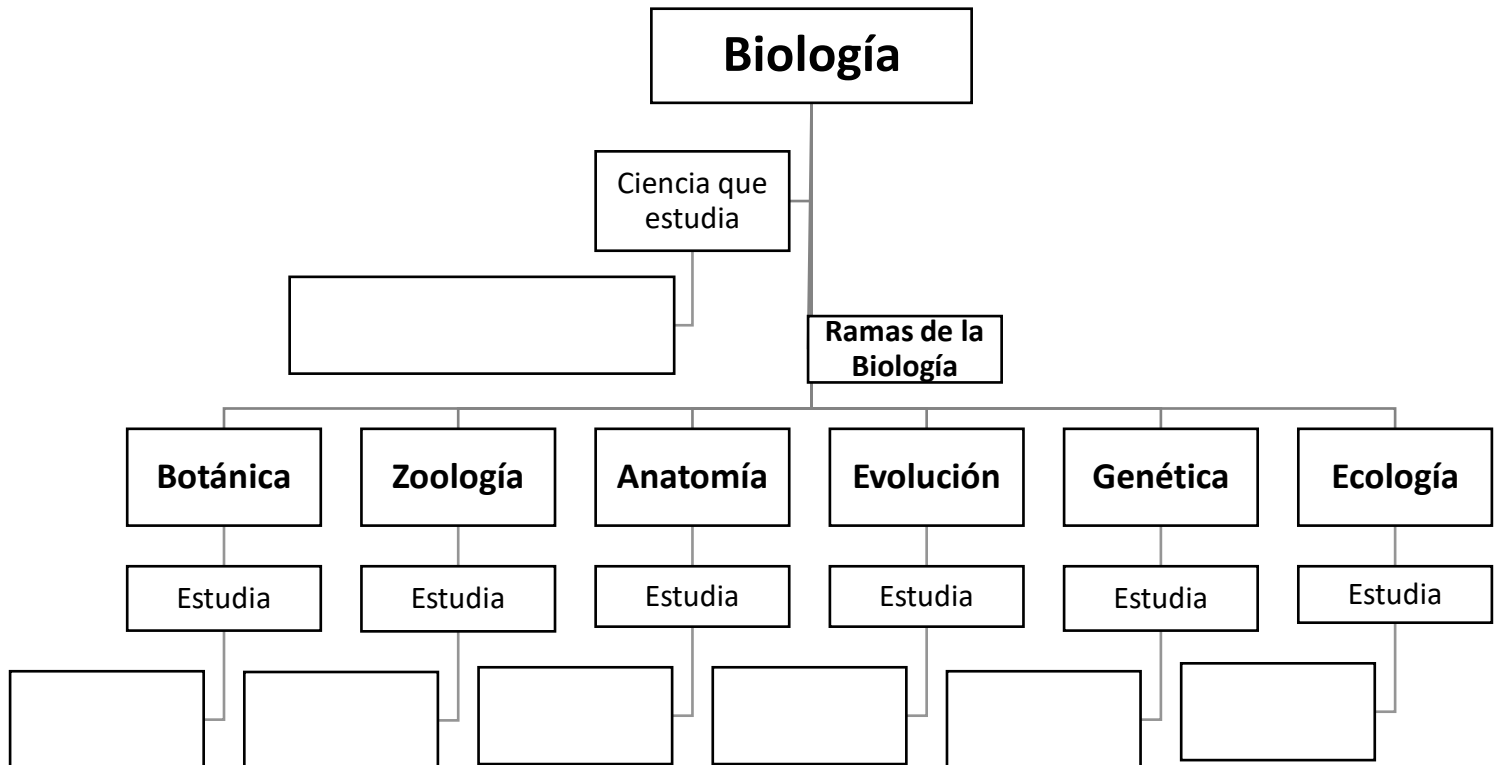 Biología
Ciencia que
estudia
Ramas de la
Biología
Botánica
Zoología
Anatomía
Evolución
Genética
Ecología
Estudia
Estudia
Estudia
Estudia
Estudia
Estudia